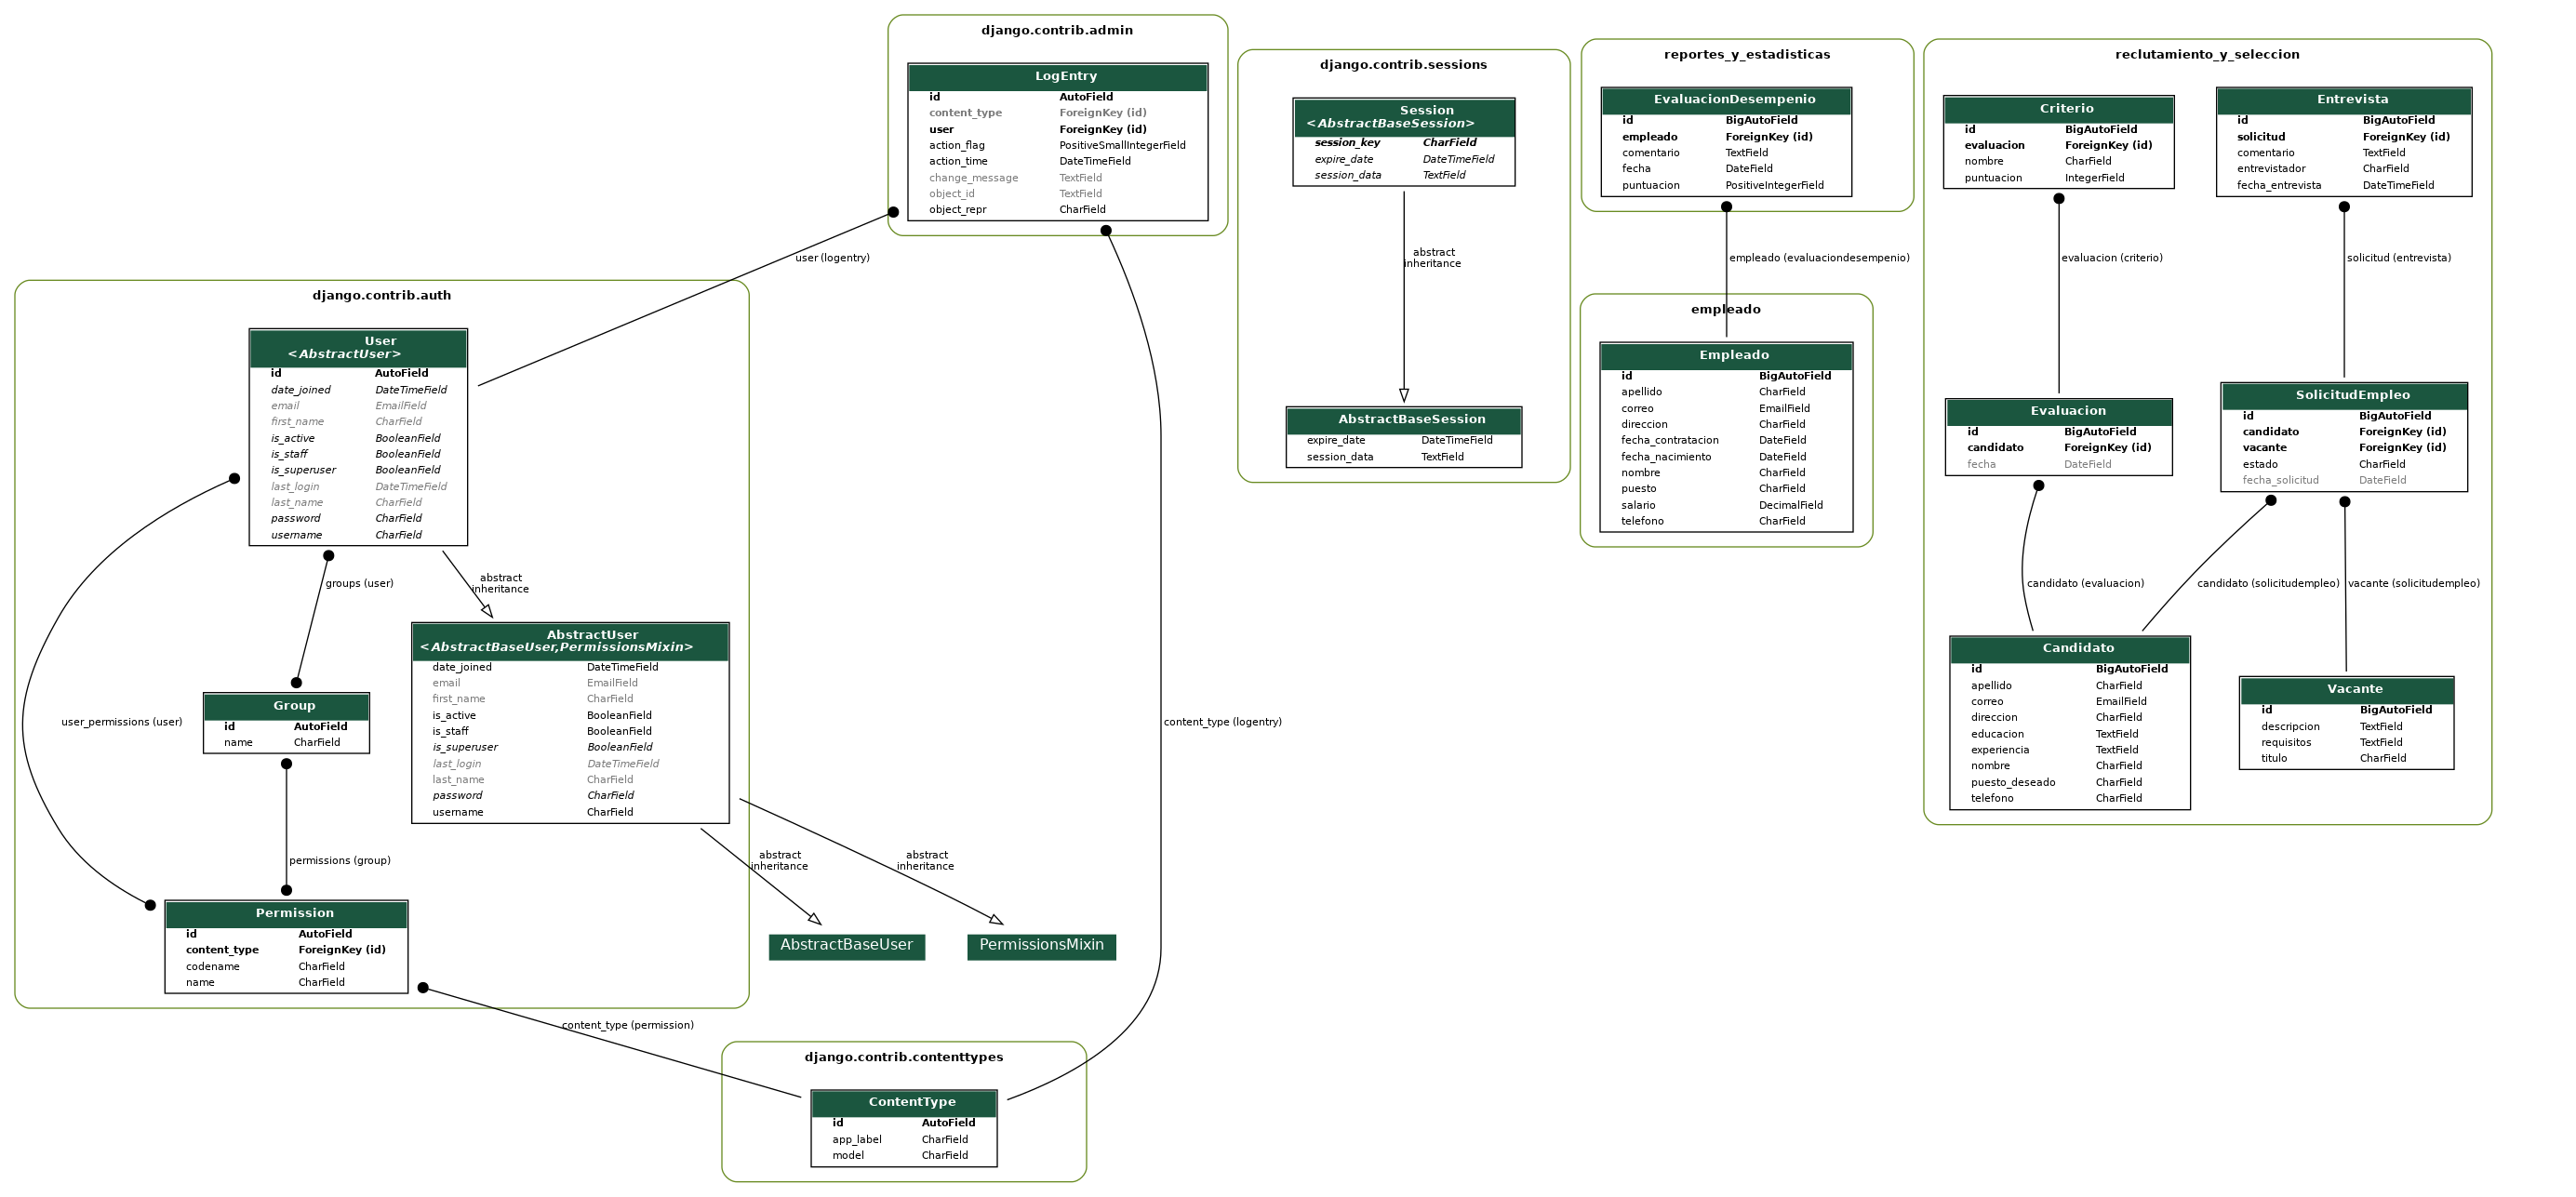 django.contrib.admin
LogEntry
id AutoField
content_type ForeignKey (id)
user ForeignKey (id)
action_flag PositiveSmallIntegerField
action_time DateTimeField
change_message TextField
object_id TextField
object_repr CharField
django.contrib.sessions
Session
<AbstractBaseSession>
session_key CharField
expire_date DateTimeField
session_data TextField
abstract
inheritance
AbstractBaseSession
expire_date DateTimeField
session_data TextField
reportes_y_estadisticas
EvaluacionDesempenio
id BigAutoField
empleado ForeignKey (id)
comentario TextField
fecha DateField
puntuacion PositiveIntegerField
empleado (evaluaciondesempenio)
empleado
Empleado
id BigAutoField
apellido CharField
correo EmailField
direccion CharField
fecha_contratacion DateField
fecha_nacimiento DateField
nombre CharField
puesto CharField
salario DecimalField
telefono CharField
reclutamiento_y_seleccion
Criterio
id BigAutoField
evaluacion ForeignKey (id)
nombre CharField
puntuacion IntegerField
Entrevista
id BigAutoField
solicitud ForeignKey (id)
comentario TextField
entrevistador CharField
fecha_entrevista DateTimeField
evaluacion (criterio)
solicitud (entrevista)
Evaluacion
id BigAutoField
candidato ForeignKey (id)
fecha DateField
SolicitudEmpleo
id BigAutoField
candidato ForeignKey (id)
vacante ForeignKey (id)
estado CharField
fecha_solicitud DateField
candidato (evaluacion)
candidato (solicitudempleo)
vacante (solicitudempleo)
Candidato
id BigAutoField
apellido CharField
correo EmailField
direccion CharField
educacion TextField
experiencia TextField
nombre CharField
puesto_deseado CharField
telefono CharField
Vacante
id BigAutoField
descripcion TextField
requisitos TextField
titulo CharField
user (logentry)
django.contrib.auth
User
<AbstractUser>
id AutoField
date_joined DateTimeField
email EmailField
first_name CharField
is_active BooleanField
is_staff BooleanField
is_superuser BooleanField
last_login DateTimeField
last_name CharField
password CharField
username CharField
groups (user)
abstract
inheritance
user_permissions (user)
Group
id AutoField
name CharField
AbstractUser
<AbstractBaseUser,PermissionsMixin>
date_joined DateTimeField
email EmailField
first_name CharField
is_active BooleanField
is_staff BooleanField
is_superuser BooleanField
last_login DateTimeField
last_name CharField
password CharField
username CharField
content_type (logentry)
permissions (group)
abstract
inheritance
abstract
inheritance
Permission
id AutoField
content_type ForeignKey (id)
codename CharField
name CharField
AbstractBaseUser
PermissionsMixin
content_type (permission)
django.contrib.contenttypes
ContentType
id AutoField
app_label CharField
model CharField